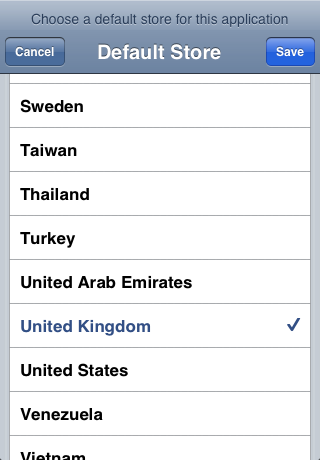 Choose a default store for this application
Cancel
Default Store
Save
Sweden
Taiwan
Thailand
Turkey
United Arab Emirates
United Kingdom
United States
Venezuela
Vietnam